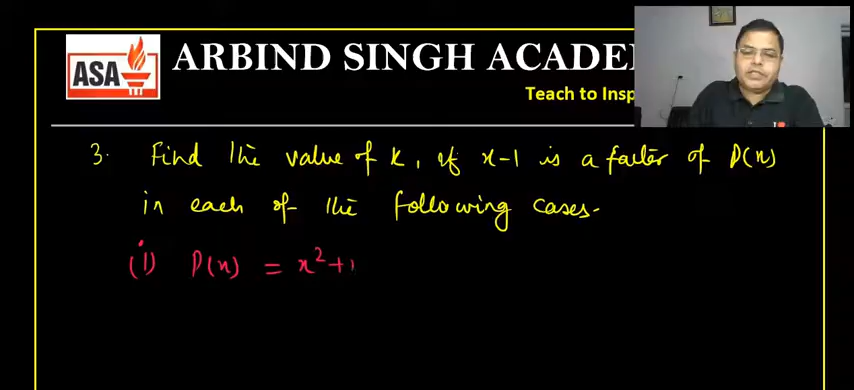 ASA
ARBIND SINGH ACADE
Teach to Insp
3. Find the value of k, if x-1 is a factor of P(x)
in each of the following cases.
(i) P(x) = x²+